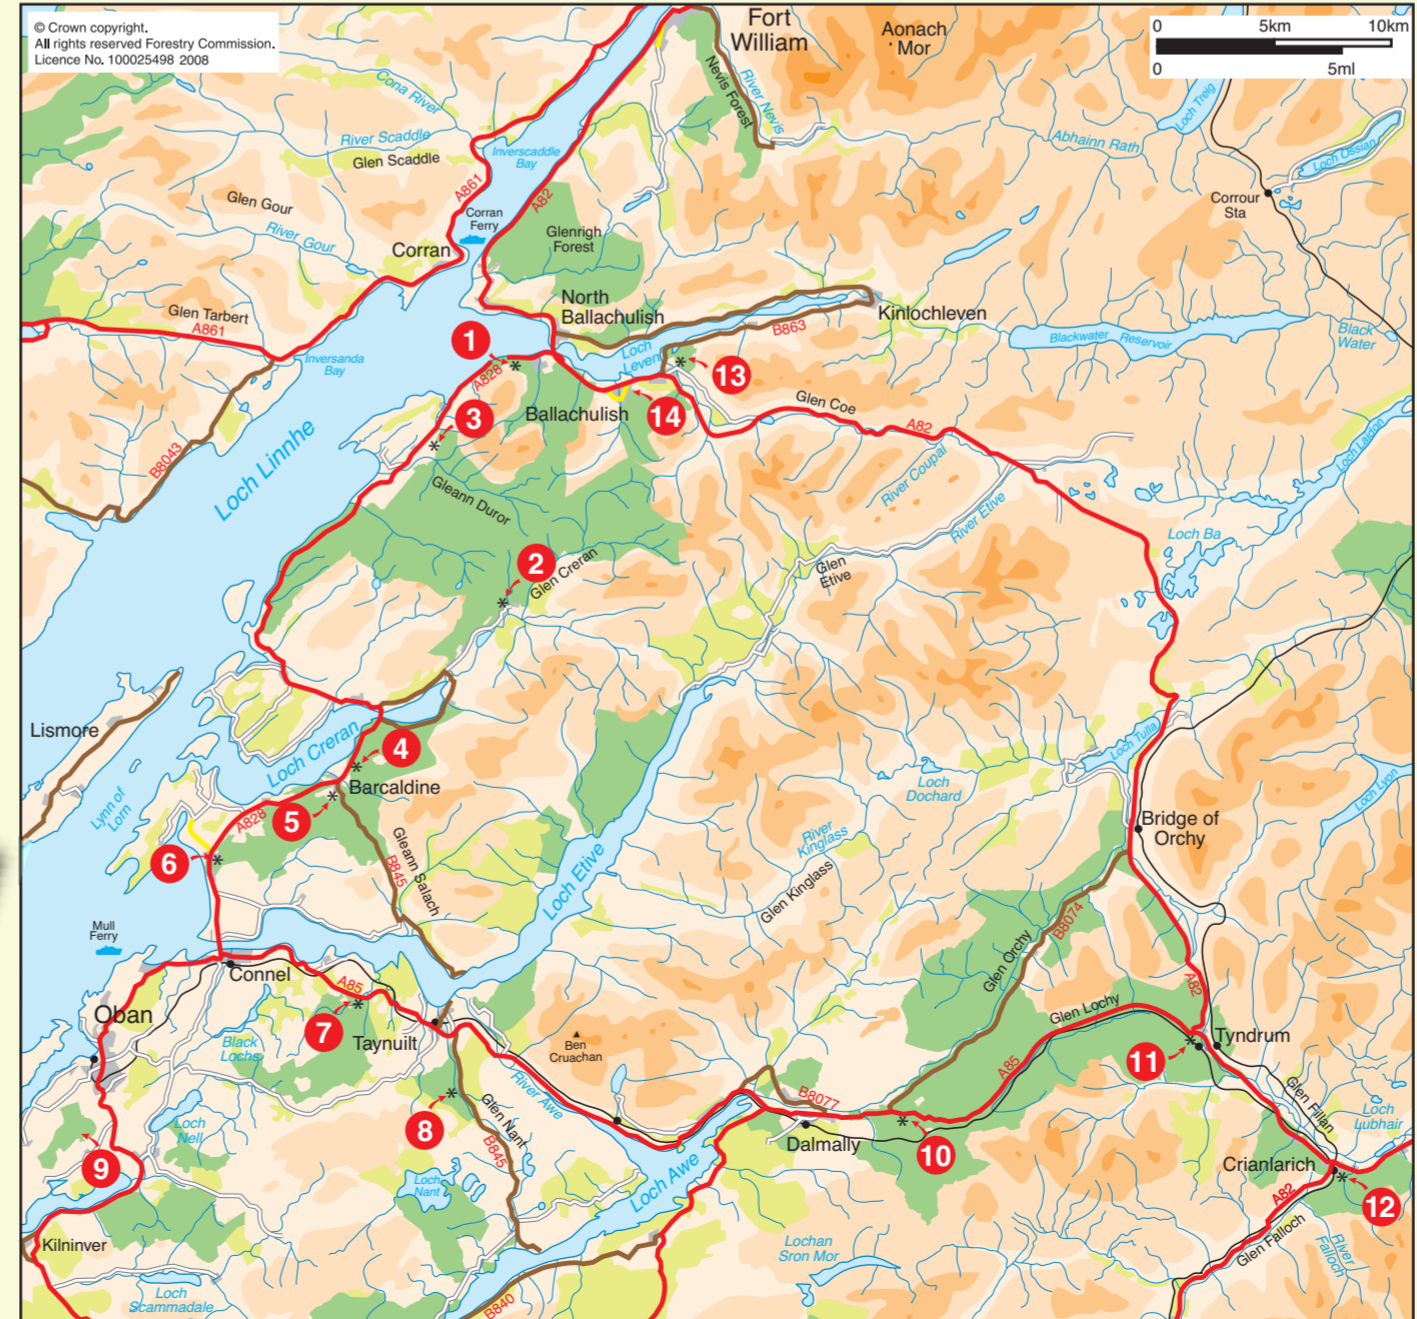 © Crown copyright.
All rights reserved Forestry Commission.
Licence No. 100025498 2008
Fort
William
Aonach
Mor
0 5km 10km
0 5ml
Cona River
Nevis Forest
River Nevis
Loch Treig
River Scaddle
Glen Scaddle
Inverscaddle
Bay
Abhainn Rath
Loch Ossian
A861
A82
Corrour
Sta
Glen Gour
Corran
Ferry
River Gour
Corran
Glenrigh
Forest
Glen Tarbert
A861
North
Ballachulish
Kinlochleven
B863
Blackwater Reservoir
Black
Water
1
Inversanda
Bay
Loch
Leven
A828
13
3
Ballachulish
14
Glen Coe
A82
B8043
Loch Linnhe
River Coupal
Loch Laidon
Gleann Duror
River Etive
Loch Ba
2
Glen Creran
Glen
Etive
Lismore
Loch Creran
4
Loch Tulla
Barcaldine
Loch
Dochard
Loch Lyon
Lynn of
Lorn
5
A828
Bridge of
Orchy
River
Kinglass
6
B845
Gleann Salach
Loch Etive
Glen Kinglass
B8074
Mull
Ferry
Glen Orchy
Connel
A85
A82
Oban
7
Taynuilt
Glen Lochy
Black
Lochs
Ben
Cruachan
Tyndrum
11
A85
River Awe
8
Glen Nant
B8077
Glen Fillan
Loch
Nell
Loch
Lubhair
Dalmally
10
B845
9
Crianlarich
Loch
Nant
Loch Awe
A82
12
Kilninver
Lochan
Sron Mor
Glen Falloch
River
Falloch
Loch
Scammadale
B840